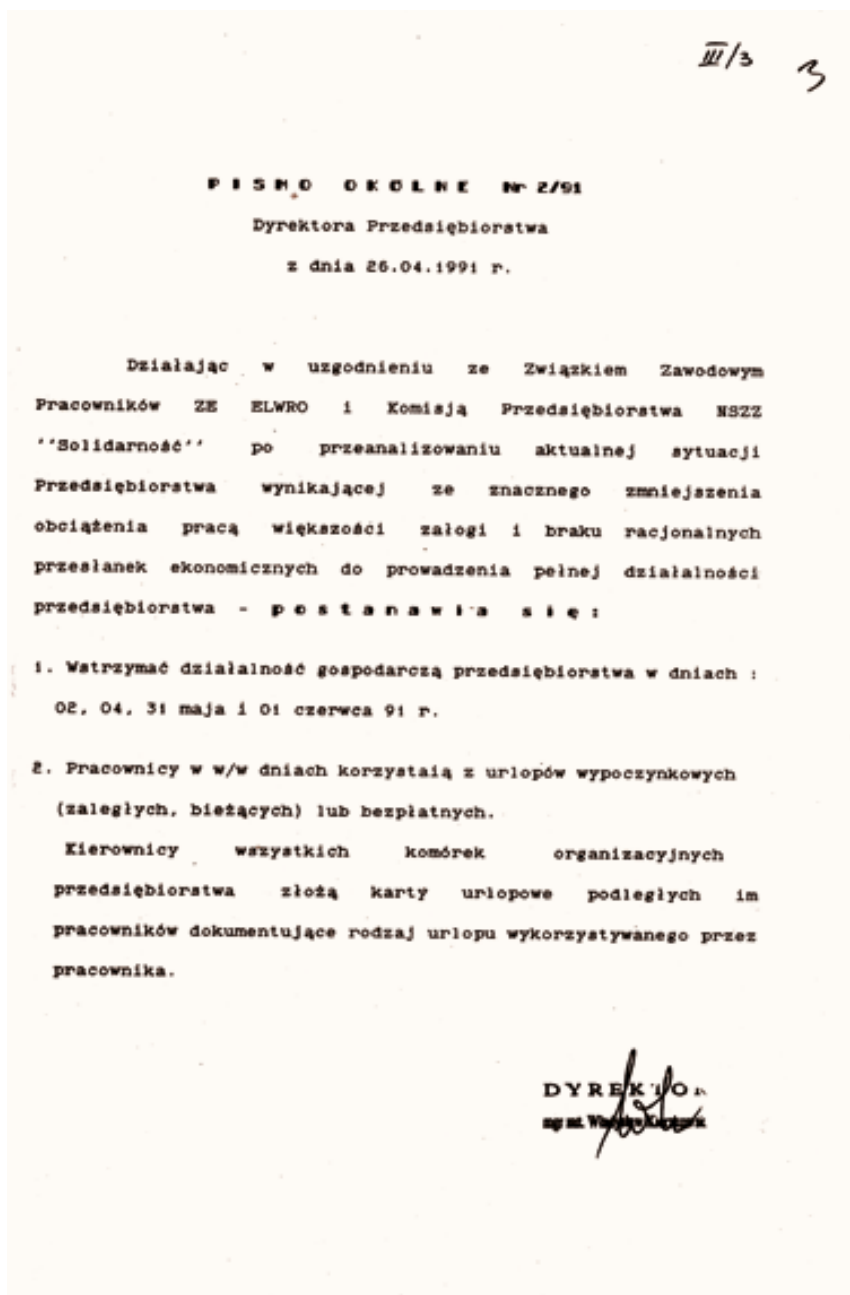 III/3
3
PISMO OKOLNE Nr 2/91
Dyrektora Przedsiębiorstwa
z dnia 26.04.1991 r.
Działając w uzgodnieniu ze Związkiem Zawodowym
Pracowników ZE ELWRO i Komisją Przedsiębiorstwa NSZZ
''Solidarność'' po przeanalizowaniu aktualnej sytuacji
Przedsiębiorstwa wynikającej ze znacznego zmniejszenia
obciążenia pracą większości załogi i braku racjonalnych
przesłanek ekonomicznych do prowadzenia pełnej działalności
przedsiębiorstwa - postanawia się:
1. Wstrzymać działalność gospodarczą przedsiębiorstwa w dniach :
02, 04, 31 maja i 01 czerwca 91 r.
2. Pracownicy w w/w dniach korzystaią z urlopów wypoczynkowych
(zaległych, bieżących) lub bezpłatnych.
Kierownicy wszystkich komórek organizacyjnych
przedsiębiorstwa złożą karty urlopowe podległych im
pracowników dokumentujące rodzaj urlopu wykorzystywanego przez
pracownika.
DYREKTOR
mgr inż.